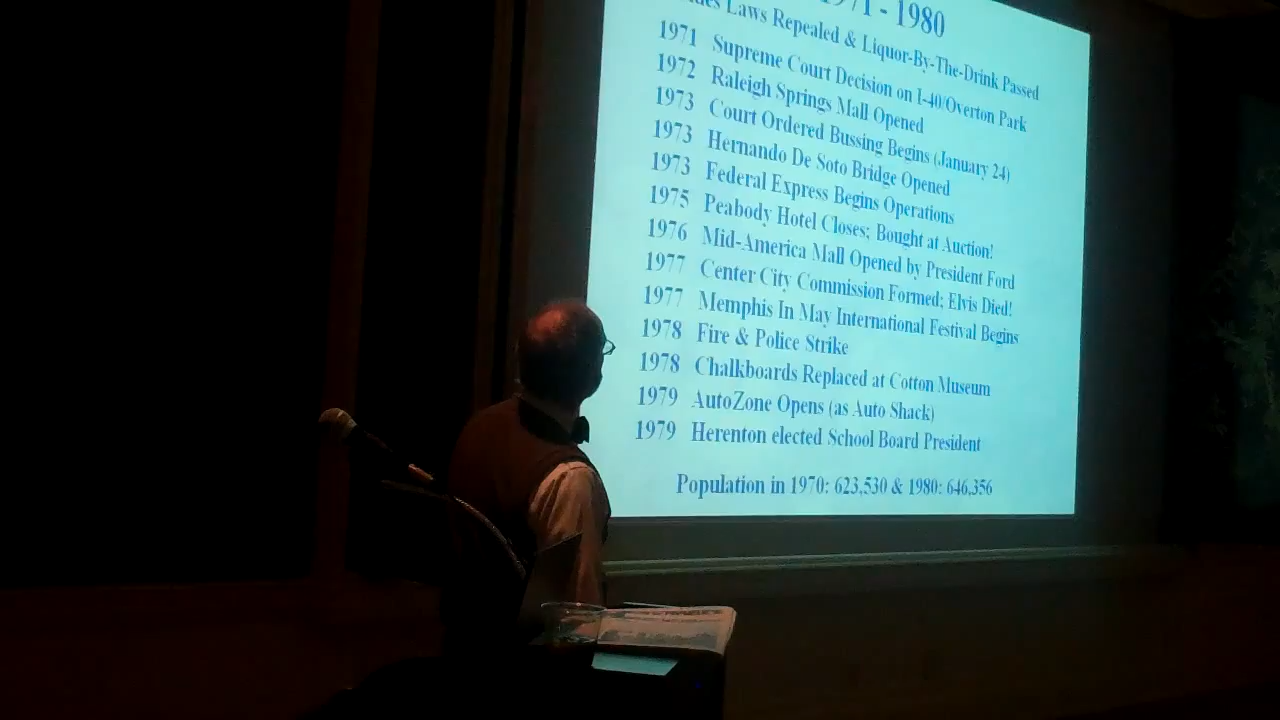 1971 - 1980
Laws Repealed & Liquor-By-The-Drink Passed
1971 Supreme Court Decision on I-40/Overton Park
1972 Raleigh Springs Mall Opened
1973 Court Ordered Bussing Begins (January 24)
1973 Hernando De Soto Bridge Opened
1973 Federal Express Begins Operations
1975 Peabody Hotel Closes; Bought at Auction!
1976 Mid-America Mall Opened by President Ford
1977 Center City Commission Formed; Elvis Died!
1977 Memphis In May International Festival Begins
1978 Fire & Police Strike
1978 Chalkboards Replaced at Cotton Museum
1979 AutoZone Opens (as Auto Shack)
1979 Herenton elected School Board President
Population in 1970: 623,530 & 1980: 646,356